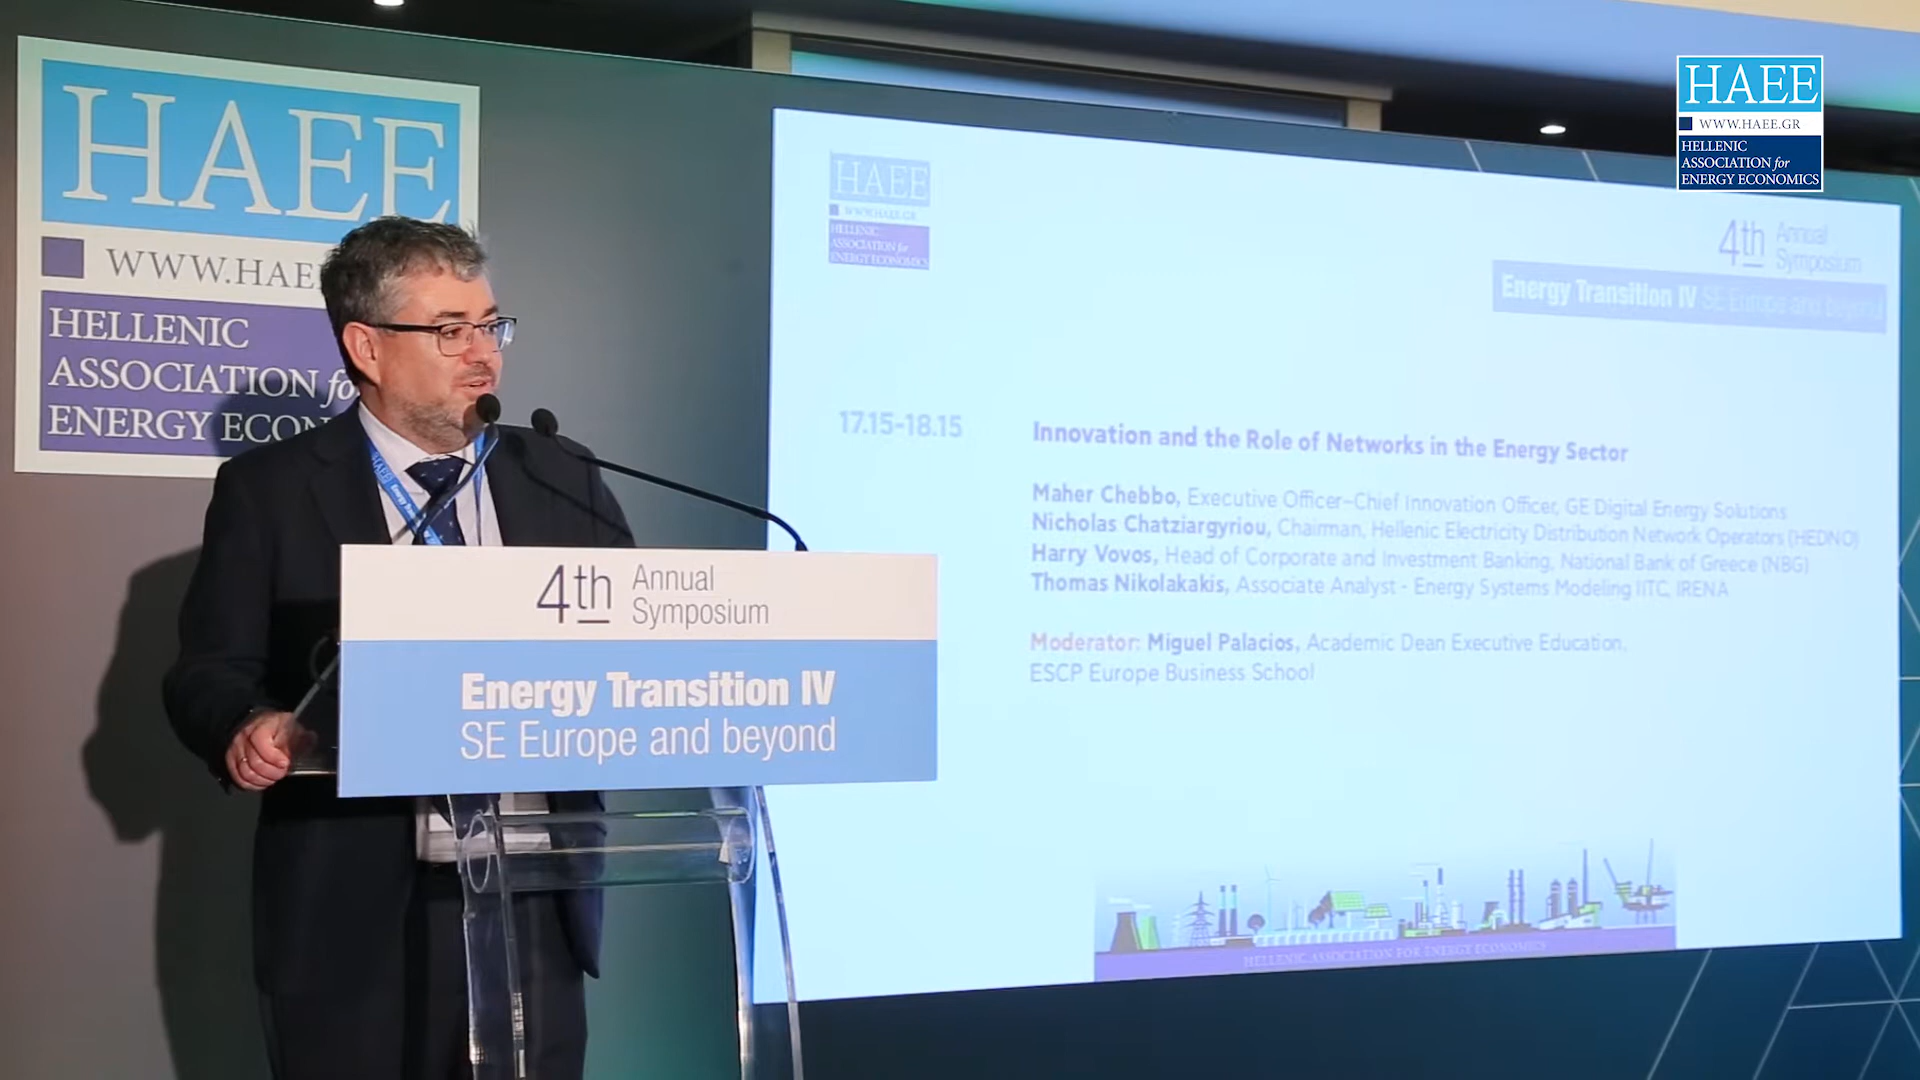 HAEE
WWW.HAE
HELLENIC
ASSOCIATION fo
ENERGY ECON
HAEE
WWW.HAEE.GR
HELLENIC
ASSOCIATION for
ENERGY ECONOMICS
HAEE
WWW.HAEE.GR
HELLENIC
ASSOCIATION for
ENERGY ECONOMICS
4th Annual
Symposium
Energy Transition IV SE Europe and beyond
17.15-18.15 Innovation and the Role of Networks in the Energy Sector
Maher Chebbo, Executive Officer–Chief Innovation Officer, GE Digital Energy Solutions
Nicholas Chatziargyriou, Chairman, Hellenic Electricity Distribution Network Operators (HEDNO)
Harry Vovos, Head of Corporate and Investment Banking, National Bank of Greece (NBG)
Thomas Nikolakakis, Associate Analyst - Energy Systems Modeling IITC, IRENA
Moderator: Miguel Palacios, Academic Dean Executive Education,
ESCP Europe Business School
HELLENIC ASSOCIATION FOR ENERGY ECONOMICS
4th Annual
Symposium
Energy Transition IV
SE Europe and beyond